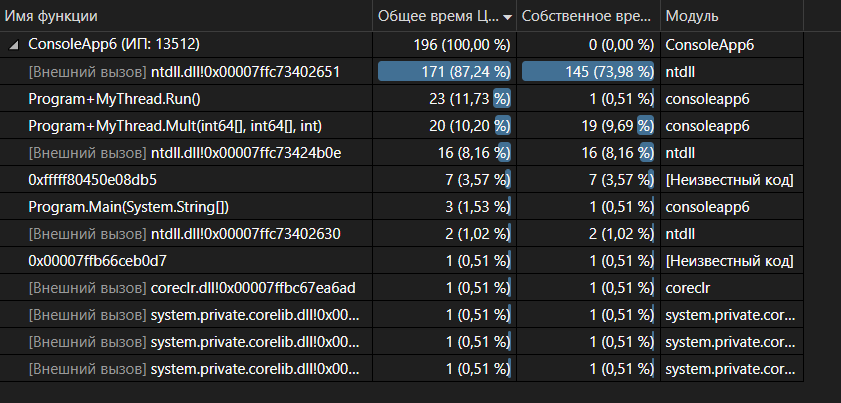 Имя функции Общее время Ц... Собственное вре... Модуль
ConsoleApp6 (ИП: 13512) 196 (100,00 %) 0 (0,00 %) ConsoleApp6
[Внешний вызов] ntdll.dll!0x00007ffc73402651 171 (87,24 %) 145 (73,98 %) ntdll
Program+MyThread.Run() 23 (11,73 %) 1 (0,51 %) consoleapp6
Program+MyThread.Mult(int64[], int64[], int) 20 (10,20 %) 19 (9,69 %) consoleapp6
[Внешний вызов] ntdll.dll!0x00007ffc73424b0e 16 (8,16 %) 16 (8,16 %) ntdll
0xfffff80450e08db5 7 (3,57 %) 7 (3,57 %) [Неизвестный код]
Program.Main(System.String[]) 3 (1,53 %) 1 (0,51 %) consoleapp6
[Внешний вызов] ntdll.dll!0x00007ffc73402630 2 (1,02 %) 2 (1,02 %) ntdll
0x00007ffb66ceb0d7 1 (0,51 %) 1 (0,51 %) [Неизвестный код]
[Внешний вызов] coreclr.dll!0x00007ffbc67ea6ad 1 (0,51 %) 1 (0,51 %) coreclr
[Внешний вызов] system.private.corelib.dll!0x00... 1 (0,51 %) 1 (0,51 %) system.private.cor...
[Внешний вызов] system.private.corelib.dll!0x00... 1 (0,51 %) 1 (0,51 %) system.private.cor...
[Внешний вызов] system.private.corelib.dll!0x00... 1 (0,51 %) 1 (0,51 %) system.private.cor...